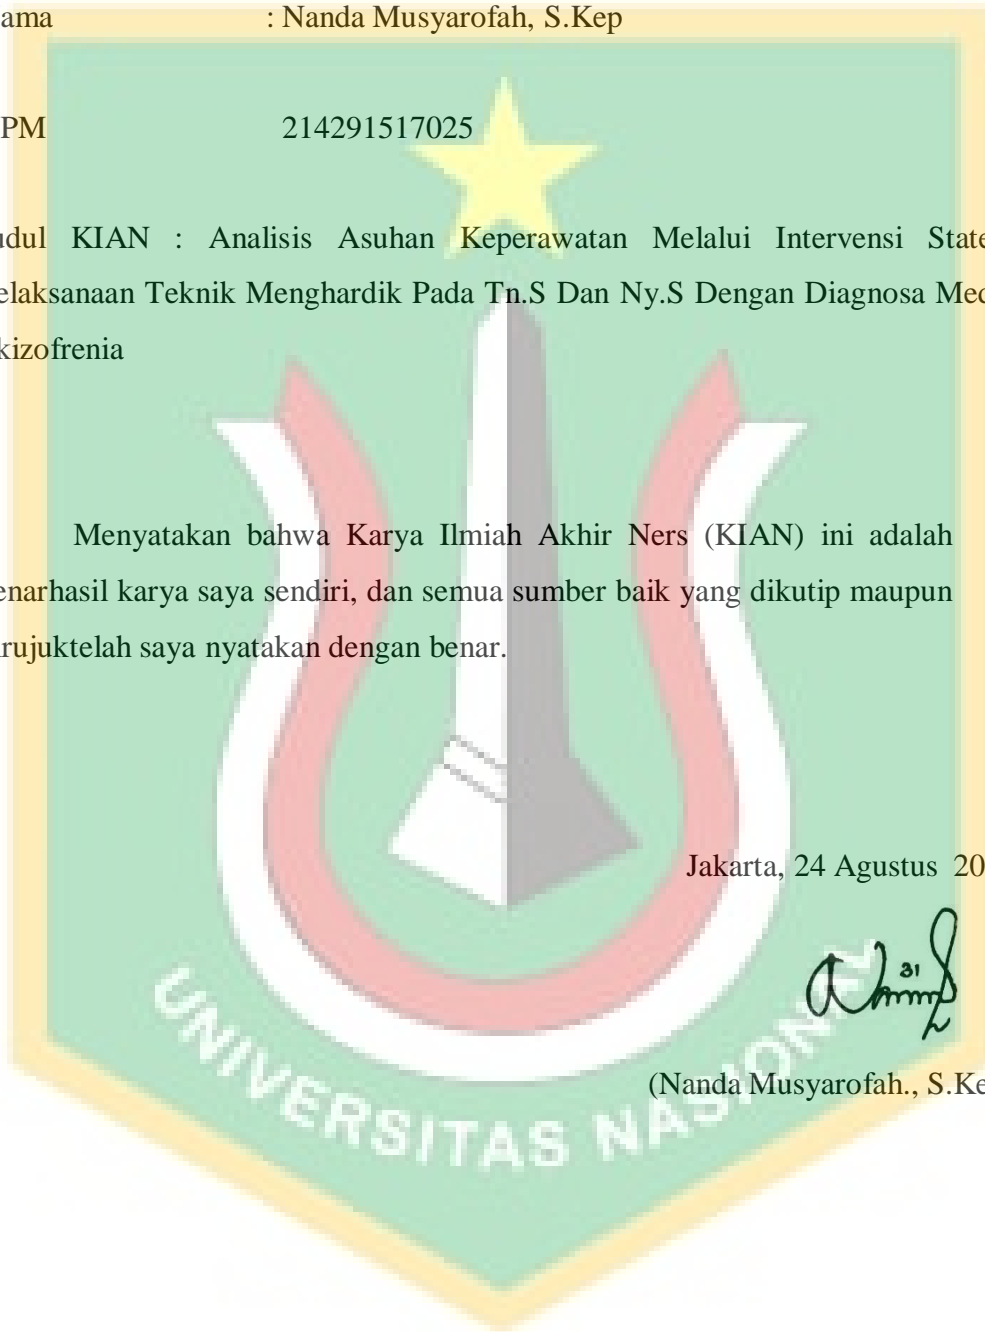 ama : Nanda Musyarofah, S.Kep
PM 214291517025
udul KIAN : Analisis Asuhan Keperawatan Melalui Intervensi State
elaksanaan Teknik Menghardik Pada Tn.S Dan Ny.S Dengan Diagnosa Med
kizofrenia
Menyatakan bahwa Karya Ilmiah Akhir Ners (KIAN) ini adalah
enarhasil karya saya sendiri, dan semua sumber baik yang dikutip maupun
rujuktelah saya nyatakan dengan benar.
Jakarta, 24 Agustus 20
31
(Nanda Musyarofah., S.Ke
UNIVERSITAS NASIONAL